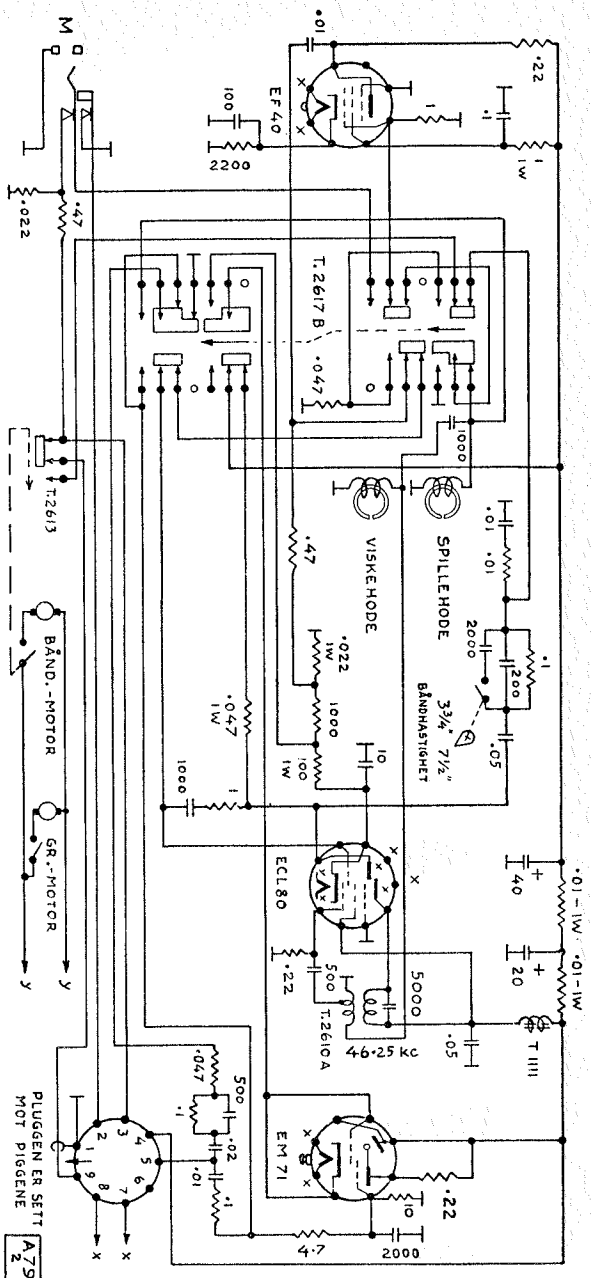 .01
.22
M
EF40
x
x
100
2200
1
.1
1
1W
.47
.022
T.2617B
.047
1000
VISKEHODE
SPILLEHODE
.01
.01
2000
200
.1
.05
3¾" 7½"
BÅNDHASTIGHET
.47
.022
1W
1000
100
1W
10
.047
1W
1000
1
T.2613
BÅND.-MOTOR
GR.-MOTOR
y
y
ECL80
x
x
x
x
40
+
.01-1W
20
+
.01-1W
.22
500
T.2610A
5000
46.25 KC
.05
T1111
EM71
x
x
10
.22
4.7
2000
.047
500
.1
.02
.01
.1
1
2
3
4
5
6
7
8
9
x
x
PLUGGEN ER SETT
MOT PIGGENE
A79
2